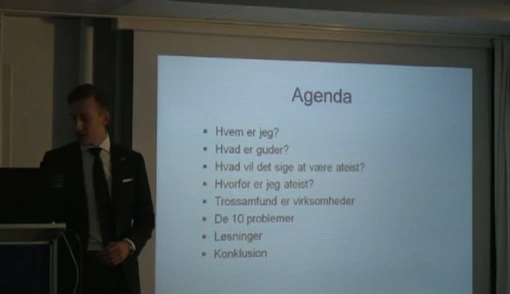 Agenda
Hvem er jeg?
Hvad er guder?
Hvad vil det sige at være ateist?
Hvorfor er jeg ateist?
Trossamfund er virksomheder
De 10 problemer
Løsninger
Konklusion